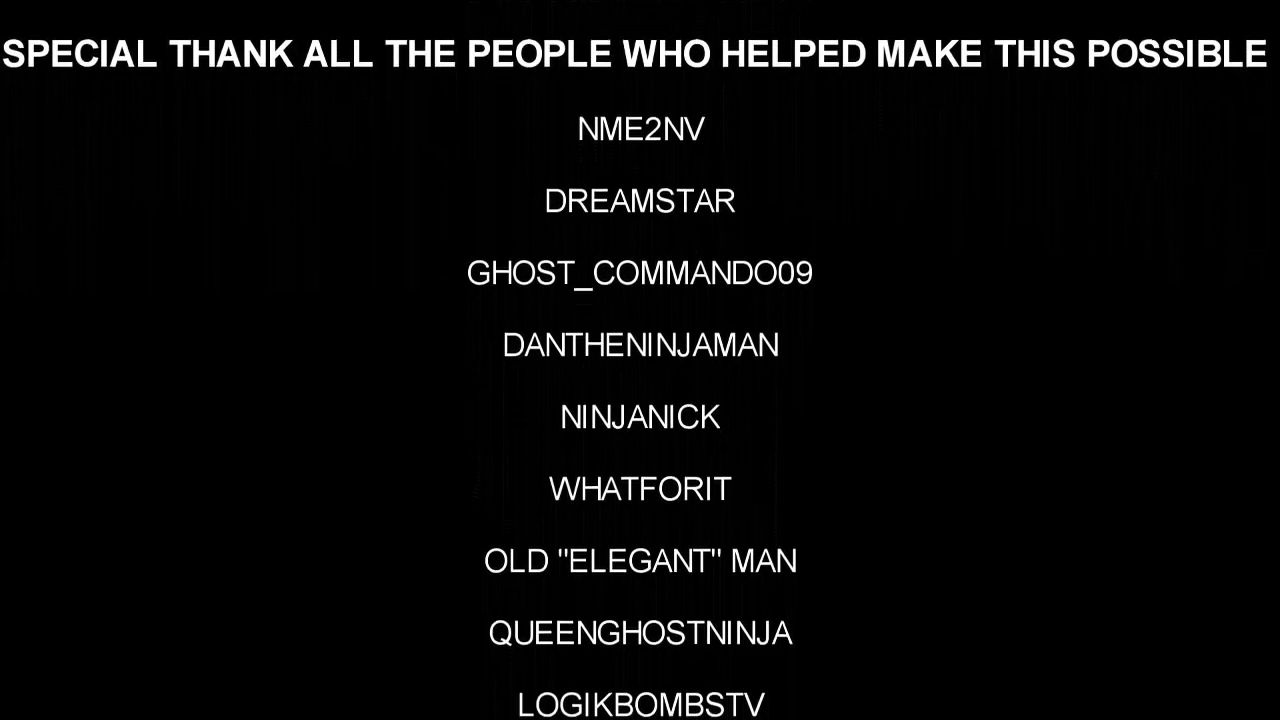 SPECIAL THANK ALL THE PEOPLE WHO HELPED MAKE THIS POSSIBLE
NME2NV
DREAMSTAR
GHOST_COMMANDO09
DANTHENINJAMAN
NINJANICK
WHATFORIT
OLD "ELEGANT" MAN
QUEENGHOSTNINJA
LOGIKBOMBSTV